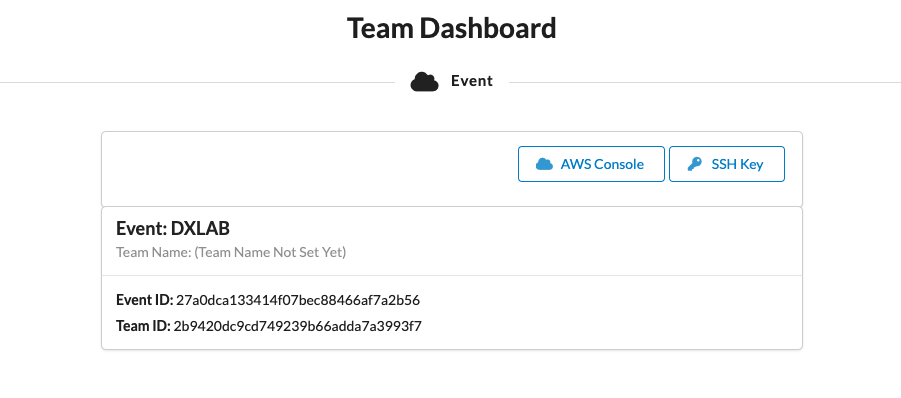 Team Dashboard
Event
AWS Console
SSH Key
Event: DXLAB
Team Name: (Team Name Not Set Yet)
Event ID: 27a0dca133414f07bec88466af7a2b56
Team ID: 2b9420dc9cd749239b66adda7a3993f7